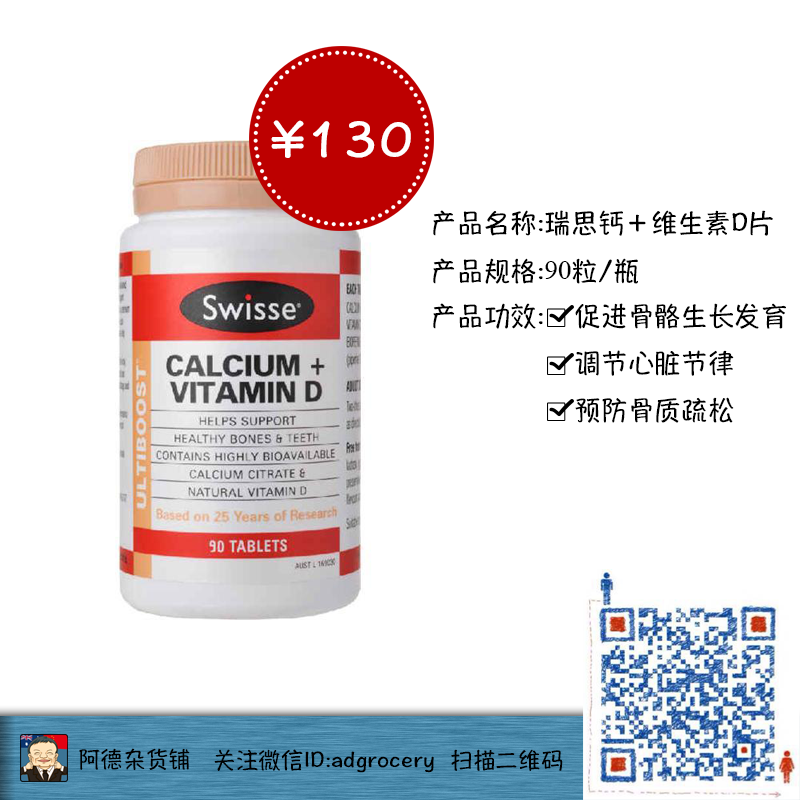 ¥130
产品名称:瑞思钙+维生素D片
产品规格:90粒/瓶
产品功效:☑促进骨骼生长发育
☑调节心脏节律
☑预防骨质疏松
Swisse®
ULTIBOOST
CALCIUM +
VITAMIN D
HELPS SUPPORT
HEALTHY BONES & TEETH
CONTAINS HIGHLY BIOAVAILABLE
CALCIUM CITRATE &
NATURAL VITAMIN D
Based on 25 Years of Research
90 TABLETS
阿德杂货铺 关注微信ID:adgrocery 扫描二维码